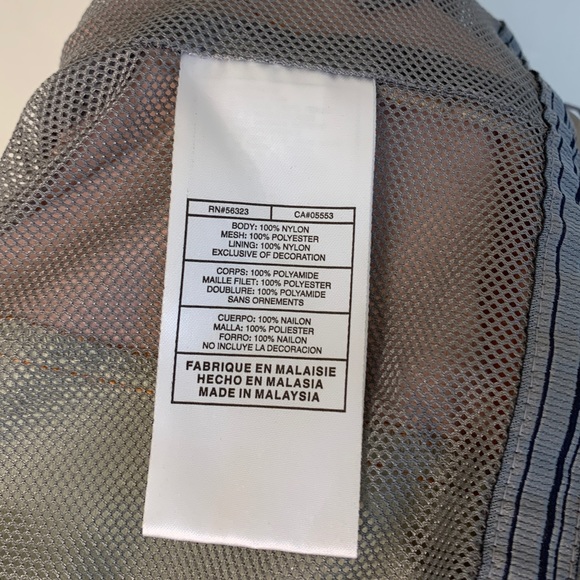 RN#56323 CA#05553
BODY: 100% NYLON
MESH: 100% POLYESTER
LINING: 100% NYLON
EXCLUSIVE OF DECORATION
CORPS: 100% POLYAMIDE
MAILLE FILET: 100% POLYESTER
DOUBLURE: 100% POLYAMIDE
SANS ORNEMENTS
CUERPO: 100% NAILON
MALLA: 100% POLIESTER
FORRO: 100% NAILON
NO INCLUYE LA DECORACION
FABRIQUE EN MALAISIE
HECHO EN MALASIA
MADE IN MALAYSIA